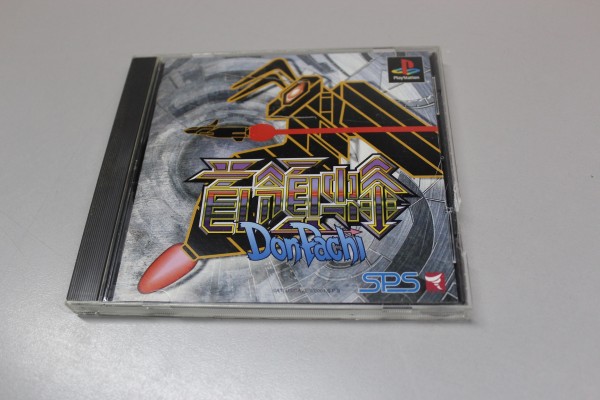 PlayStation
首領蜂
DonPachi
SPS